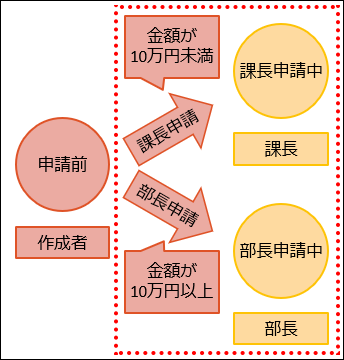 金額が
10万円未満
課長申請中
課長申請
課長
申請前
作成者
部長申請
部長申請中
金額が
10万円以上
部長